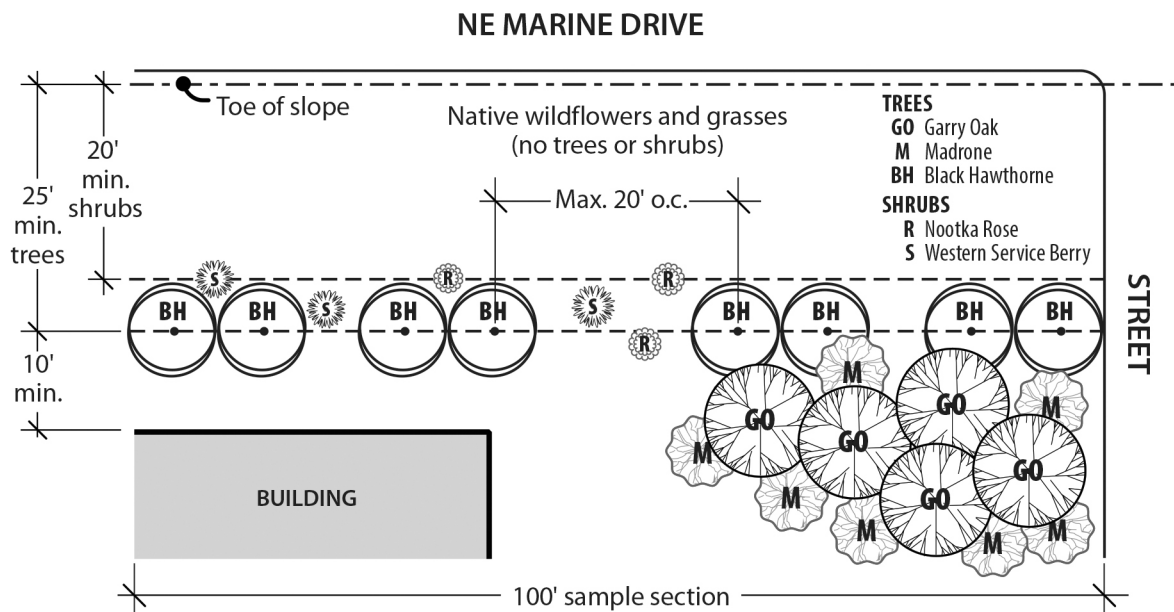 NE MARINE DRIVE
Toe of slope
Native wildflowers and grasses
(no trees or shrubs)
TREES
GO Garry Oak
M Madrone
BH Black Hawthorne
SHRUBS
R Nootka Rose
S Western Service Berry
25'
min.
trees
20'
min.
shrubs
Max. 20' o.c.
S
R
R
BH
BH
S
BH
BH
S
BH
BH
BH
BH
R
STREET
10'
min.
M
GO
M
GO
GO
M
M
GO
M
GO
M
M
M
BUILDING
100' sample section